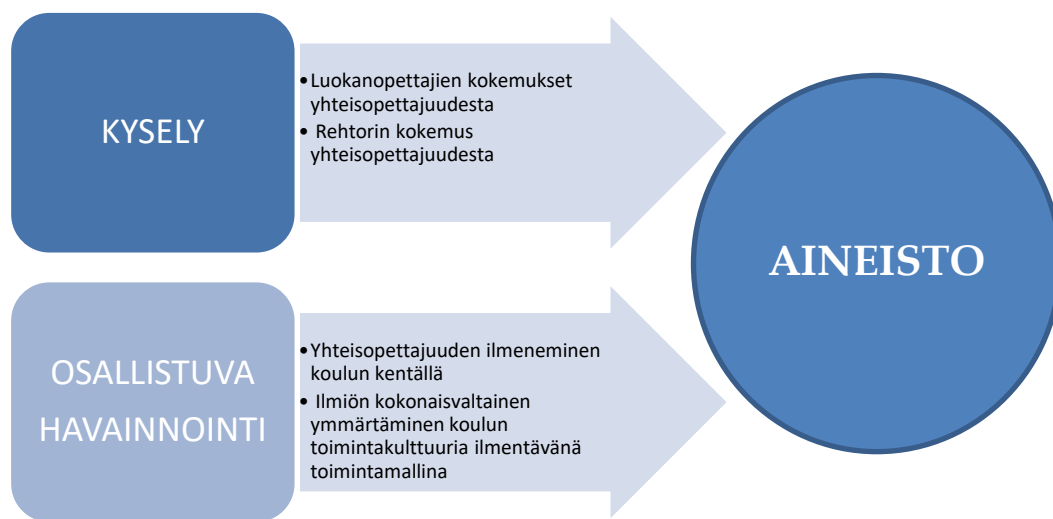 KYSELY
•Luokanopettajien kokemukset
yhteisopettajuudesta
• Rehtorin kokemus
yhteisopettajuudesta
AINEISTO
OSALLISTUVA
HAVAINNOINTI
•Yhteisopettajuuden ilmeneminen
koulun kentällä
• Ilmiön kokonaisvaltainen
ymmärtäminen koulun
toimintakulttuuria ilmentävänä
toimintamallina